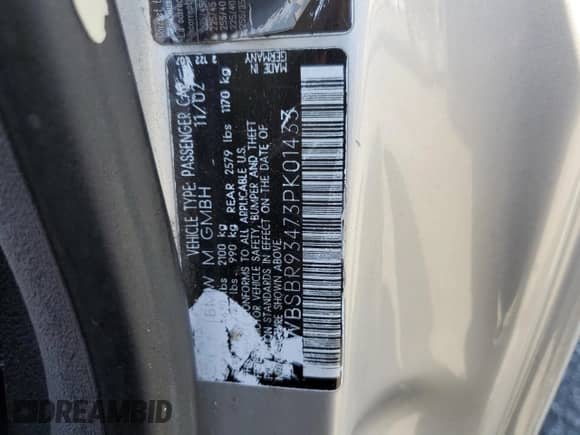 VEHICLE TYPE: PASSENGER CAR
M GMBH 11/02
lbs 2100 kg
lbs 990 kg REAR 2579 lbs 1170 kg
TO ALL APPLICABLE U.S.
VEHICLE SAFETY, BUMPER AND THEFT
STANDARDS IN EFFECT ON THE DATE OF
SHOWN ABOVE.
WBSBR93473PK01433
MADE IN
GERMANY
DREAMBID